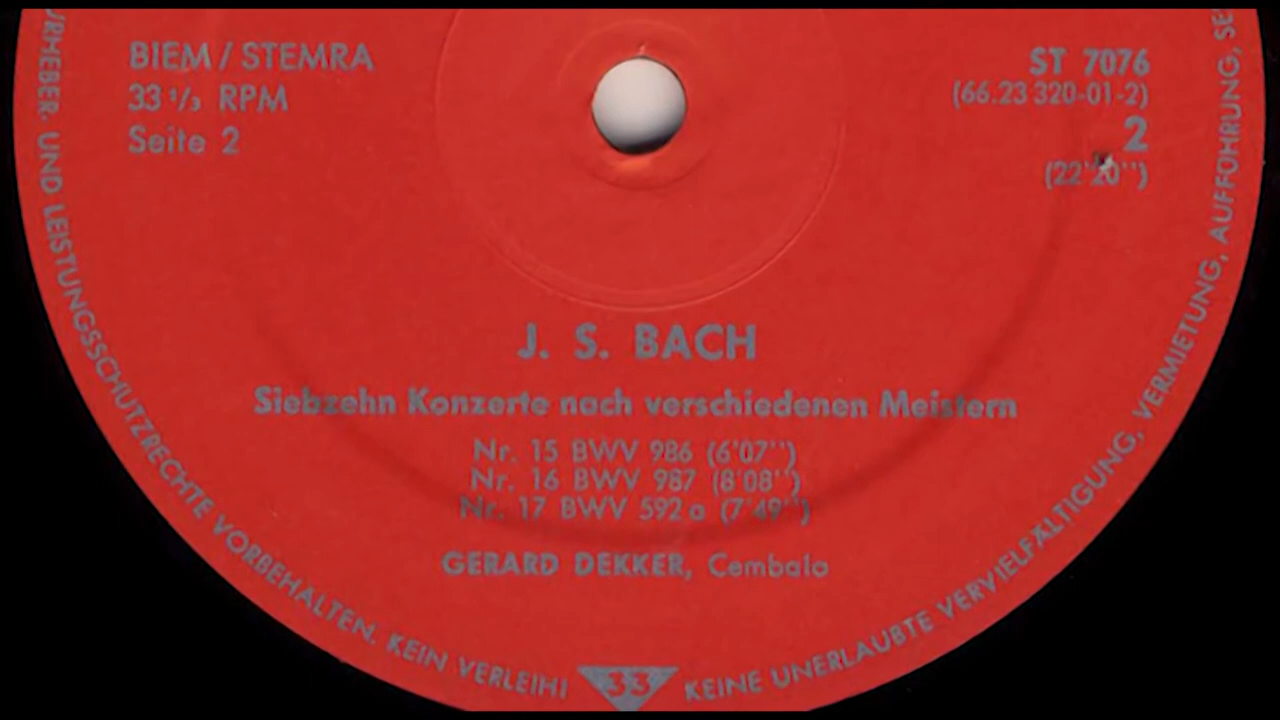 BIEM / STEMRA
33 1/3 RPM
Seite 2
ST 7076
(66.23 320-01-2)
2
(22'20'')
J. S. BACH
Siebzehn Konzerte nach verschiedenen Meistern
Nr. 15 BWV 986 (6'07'')
Nr. 16 BWV 987 (8'08'')
Nr. 17 BWV 592 a (7'49'')
GERARD DEKKER, Cembalo
UND LEISTUNGSSCHUTZRECHTE VORBEHALTEN. KEIN VERLEIH!
33
KEINE UNERLAUBTE VERVIELFÄLTIGUNG, VERMIETUNG, AUFFÜHRUNG,